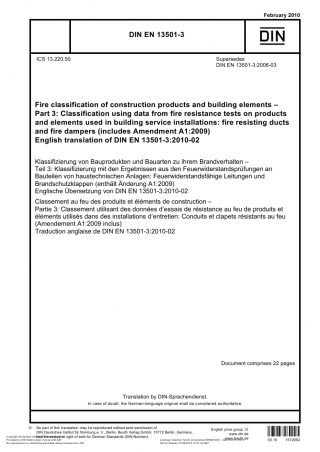 February 2010
DIN EN 13501-3
DIN
ICS 13.220.50
Supersedes
DIN EN 13501-3:2006-03
Fire classification of construction products and building elements –
Part 3: Classification using data from fire resistance tests on products
and elements used in building service installations: fire resisting ducts
and fire dampers (includes Amendment A1:2009)
English translation of DIN EN 13501-3:2010-02
Klassifizierung von Bauprodukten und Bauarten zu ihrem Brandverhalten –
Teil 3: Klassifizierung mit den Ergebnissen aus den Feuerwiderstandsprüfungen an
Bauteilen von haustechnischen Anlagen: Feuerwiderstandsfähige Leitungen und
Brandschutzklappen (enthält Änderung A1:2009)
Englische Übersetzung von DIN EN 13501-3:2010-02
Classement au feu des produits et éléments de construction –
Partie 3: Classement utilisant des données d'essais de résistance au feu de produits et
éléments utilisés dans des installations d'entretien: Conduits et clapets résistants au feu
(Amendement A1:2009 inclus)
Traduction anglaise de DIN EN 13501-3:2010-02
Document comprises 22 pages
Translation by DIN-Sprachendienst.
In case of doubt, the German-language original shall be considered authoritative.
© No part of this translation may be reproduced without prior permission of
DIN Deutsches Institut für Normung e. V., Berlin. Beuth Verlag GmbH, 10772 Berlin, Germany,
has the exclusive right of sale for German Standards (DIN-Normen).
English price group 12
www.din.de
www.beuth.de